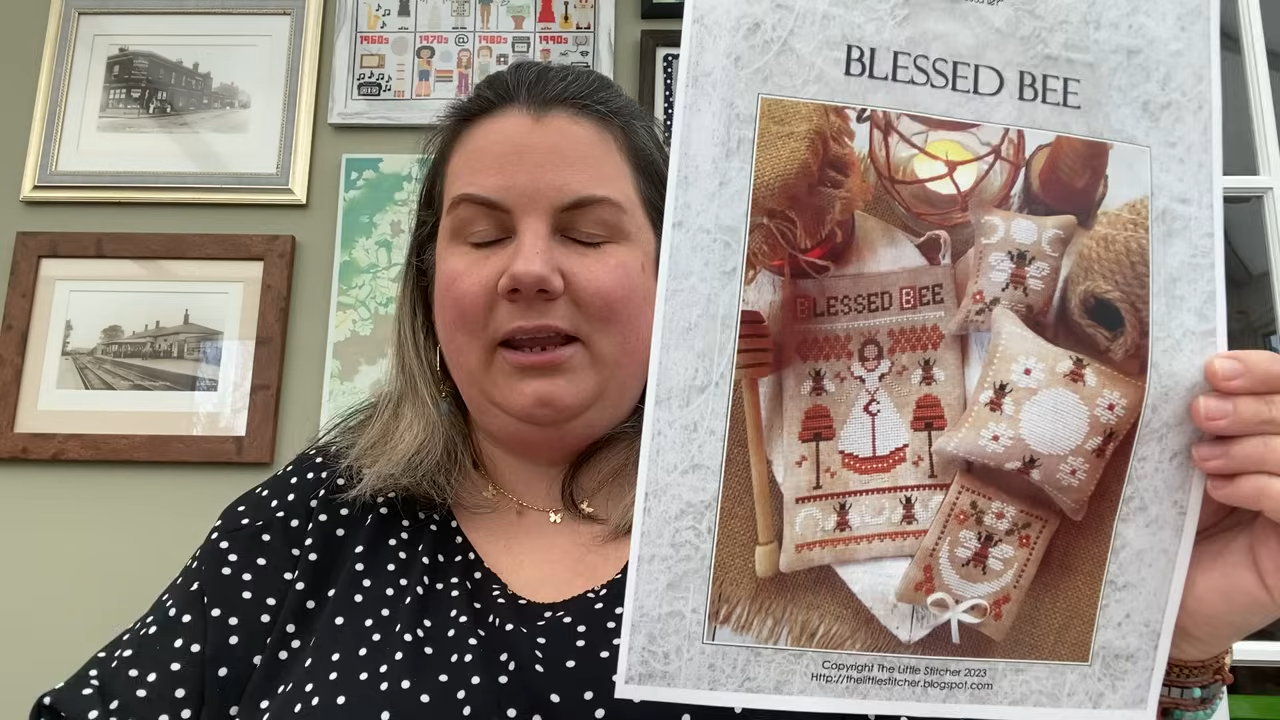 1960s 1970s 1980s 1990s
BLESSED BEE
BLESSED BEE
Copyright The Little Stitcher 2023
Http://thelittlestitcher.blogspot.com